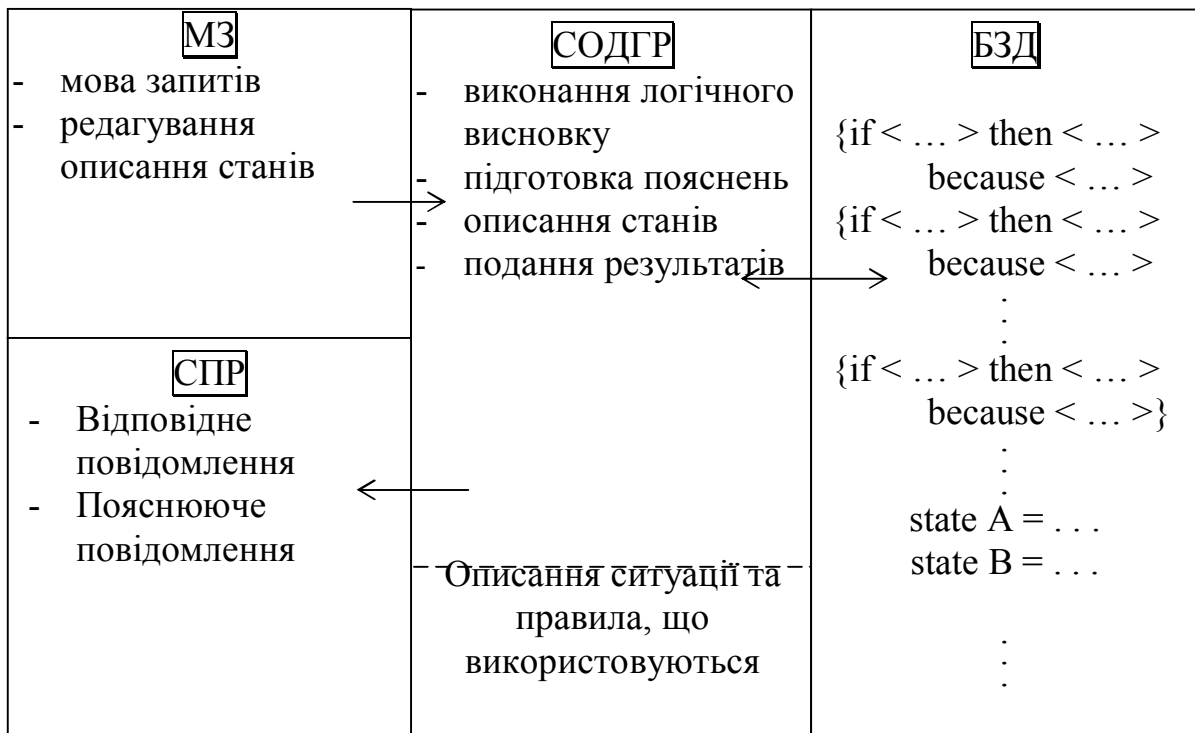 МЗ
- мова запитів
- редагування
описання станів
СПР
- Відповідне
повідомлення
- Пояснююче
повідомлення
СОДГР
- виконання логічного
висновку
- підготовка пояснень
- описання станів
- подання результатів
Описання ситуації та
правила, що
використовуються
БЗД
{if < … > then < … >
because < … >
{if < … > then < … >
because < … >
.
.
.
{if < … > then < … >
because < … >}
.
.
.
state A = . . .
state B = . . .
.
.
.